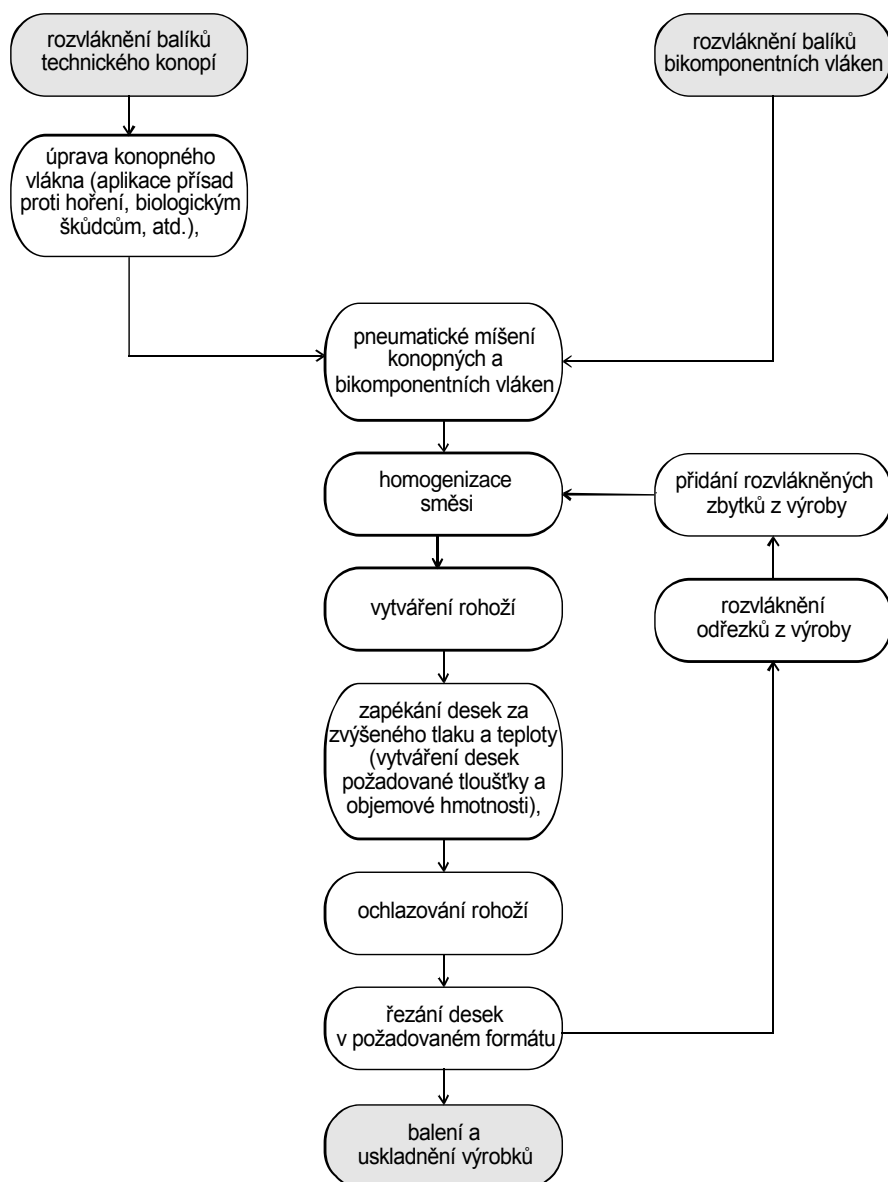 rozvláknění balíků
technického konopí
rozvláknění balíků
bikomponentních vláken
úprava konopného
vlákna (aplikace přísad
proti hoření, biologickým
škůdcům, atd.),
pneumatické míšení
konopných a
bikomponentních vláken
homogenizace
směsi
přidání rozvlákněných
zbytků z výroby
vytváření rohoží
rozvláknění
odřezků z výroby
zapékání desek za
zvýšeného tlaku a teploty
(vytváření desek
požadované tloušťky a
objemové hmotnosti),
ochlazování rohoží
řezání desek
v požadovaném formátu
balení a
uskladnění výrobků